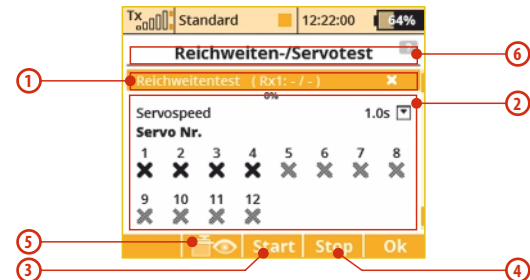 Tx Standard 12:22:00 64%
Reichweiten-/Servotest
Reichweitentest ( Rx1: - / - )
0%
Servospeed 1.0s
Servo Nr.
1 2 3 4 5 6 7 8
9 10 11 12
Start Stop Ok
1
2
3
4
5
6